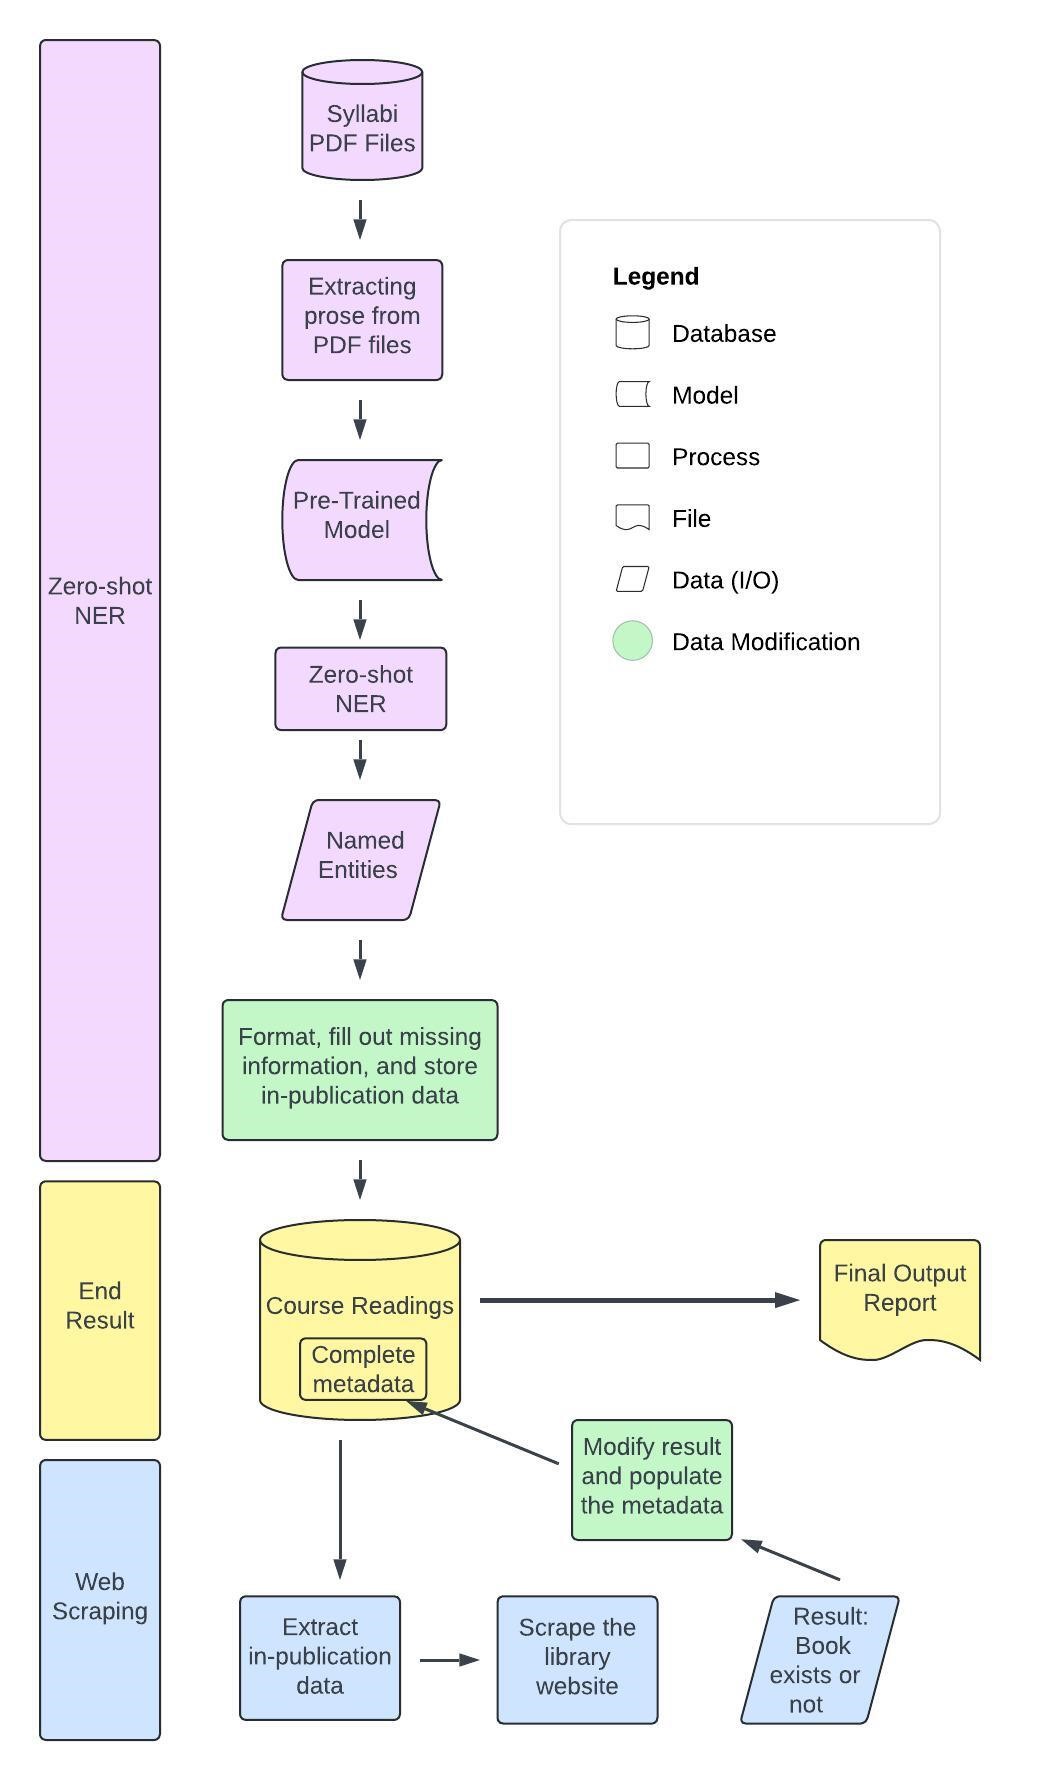 Syllabi
PDF Files
Extracting
prose from
PDF files
Legend
Database
Model
Process
File
Data (I/O)
Data Modification
Pre-Trained
Model
Zero-shot
NER
Zero-shot
NER
Named
Entities
Format, fill out missing
information, and store
in-publication data
End
Result
Course Readings
Complete
metadata
Final Output
Report
Modify result
and populate
the metadata
Web
Scraping
Extract
in-publication
data
Scrape the
library
website
Result:
Book
exists or
not